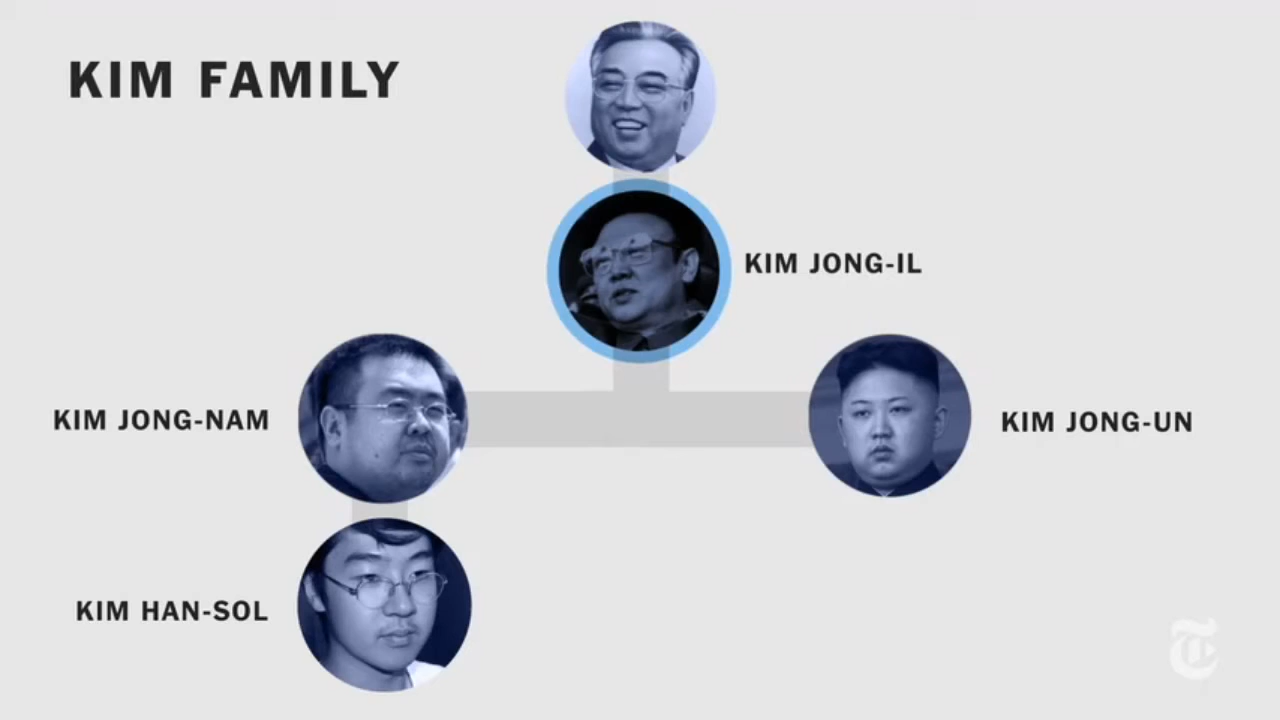 KIM FAMILY
KIM JONG-IL
KIM JONG-NAM
KIM JONG-UN
KIM HAN-SOL
T